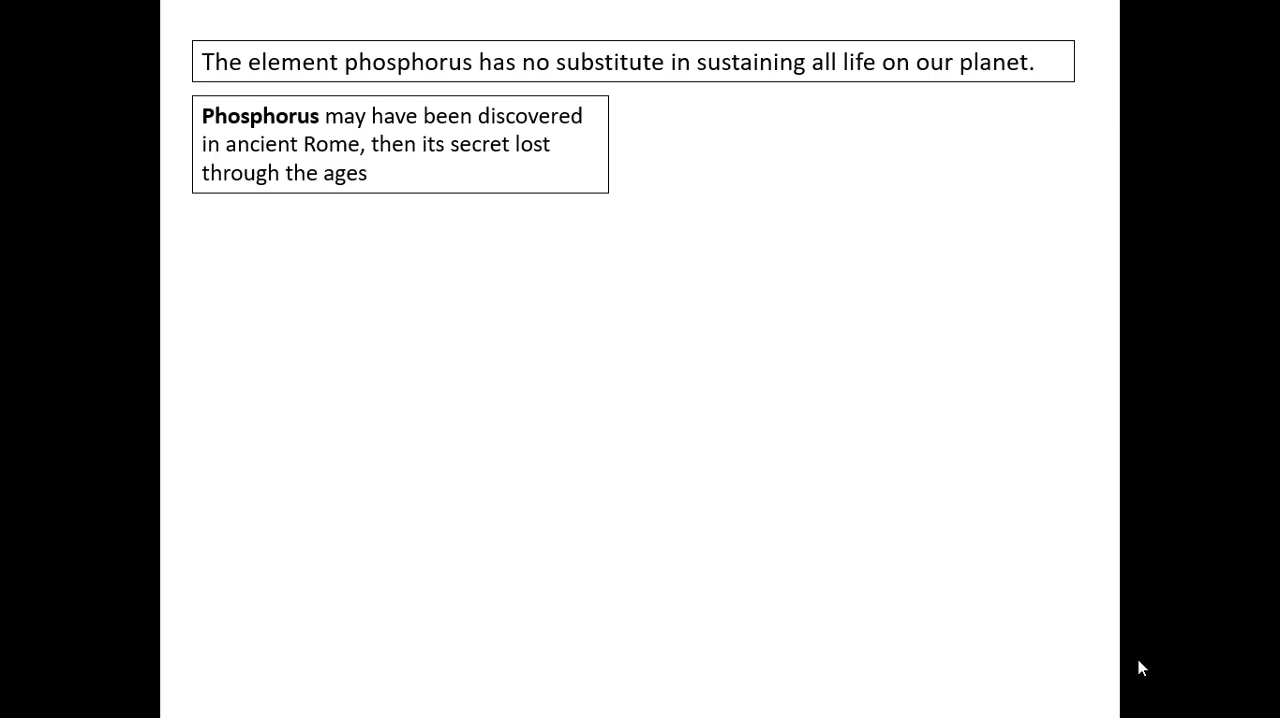 The element phosphorus has no substitute in sustaining all life on our planet.
Phosphorus may have been discovered
in ancient Rome, then its secret lost
through the ages